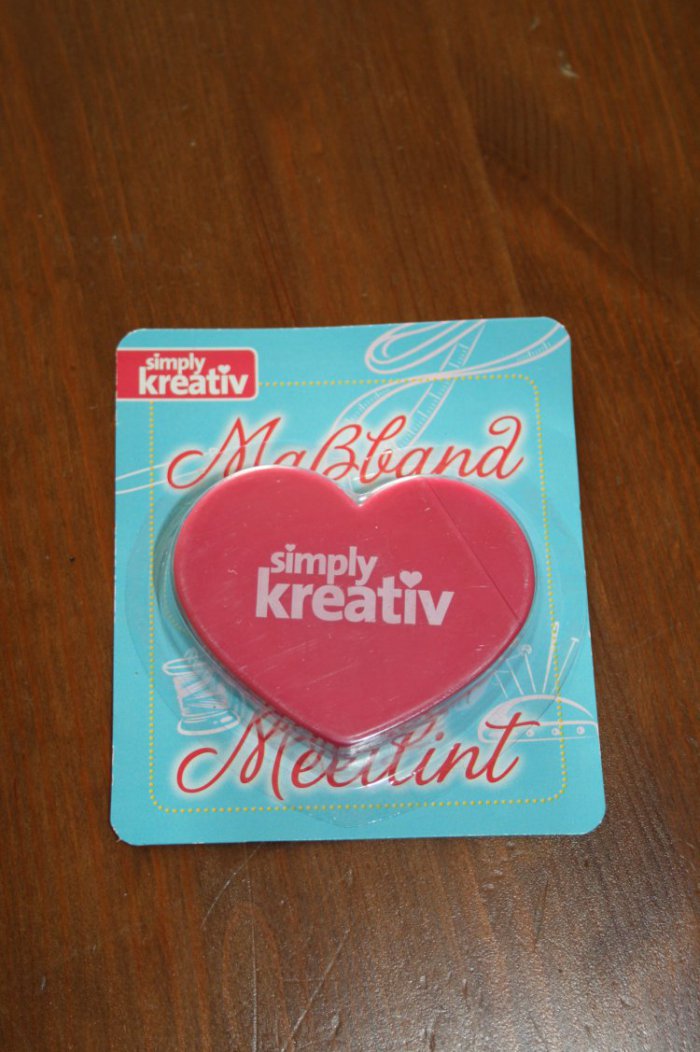 simply
kreativ
Maßband
simply
kreativ
Meetlint